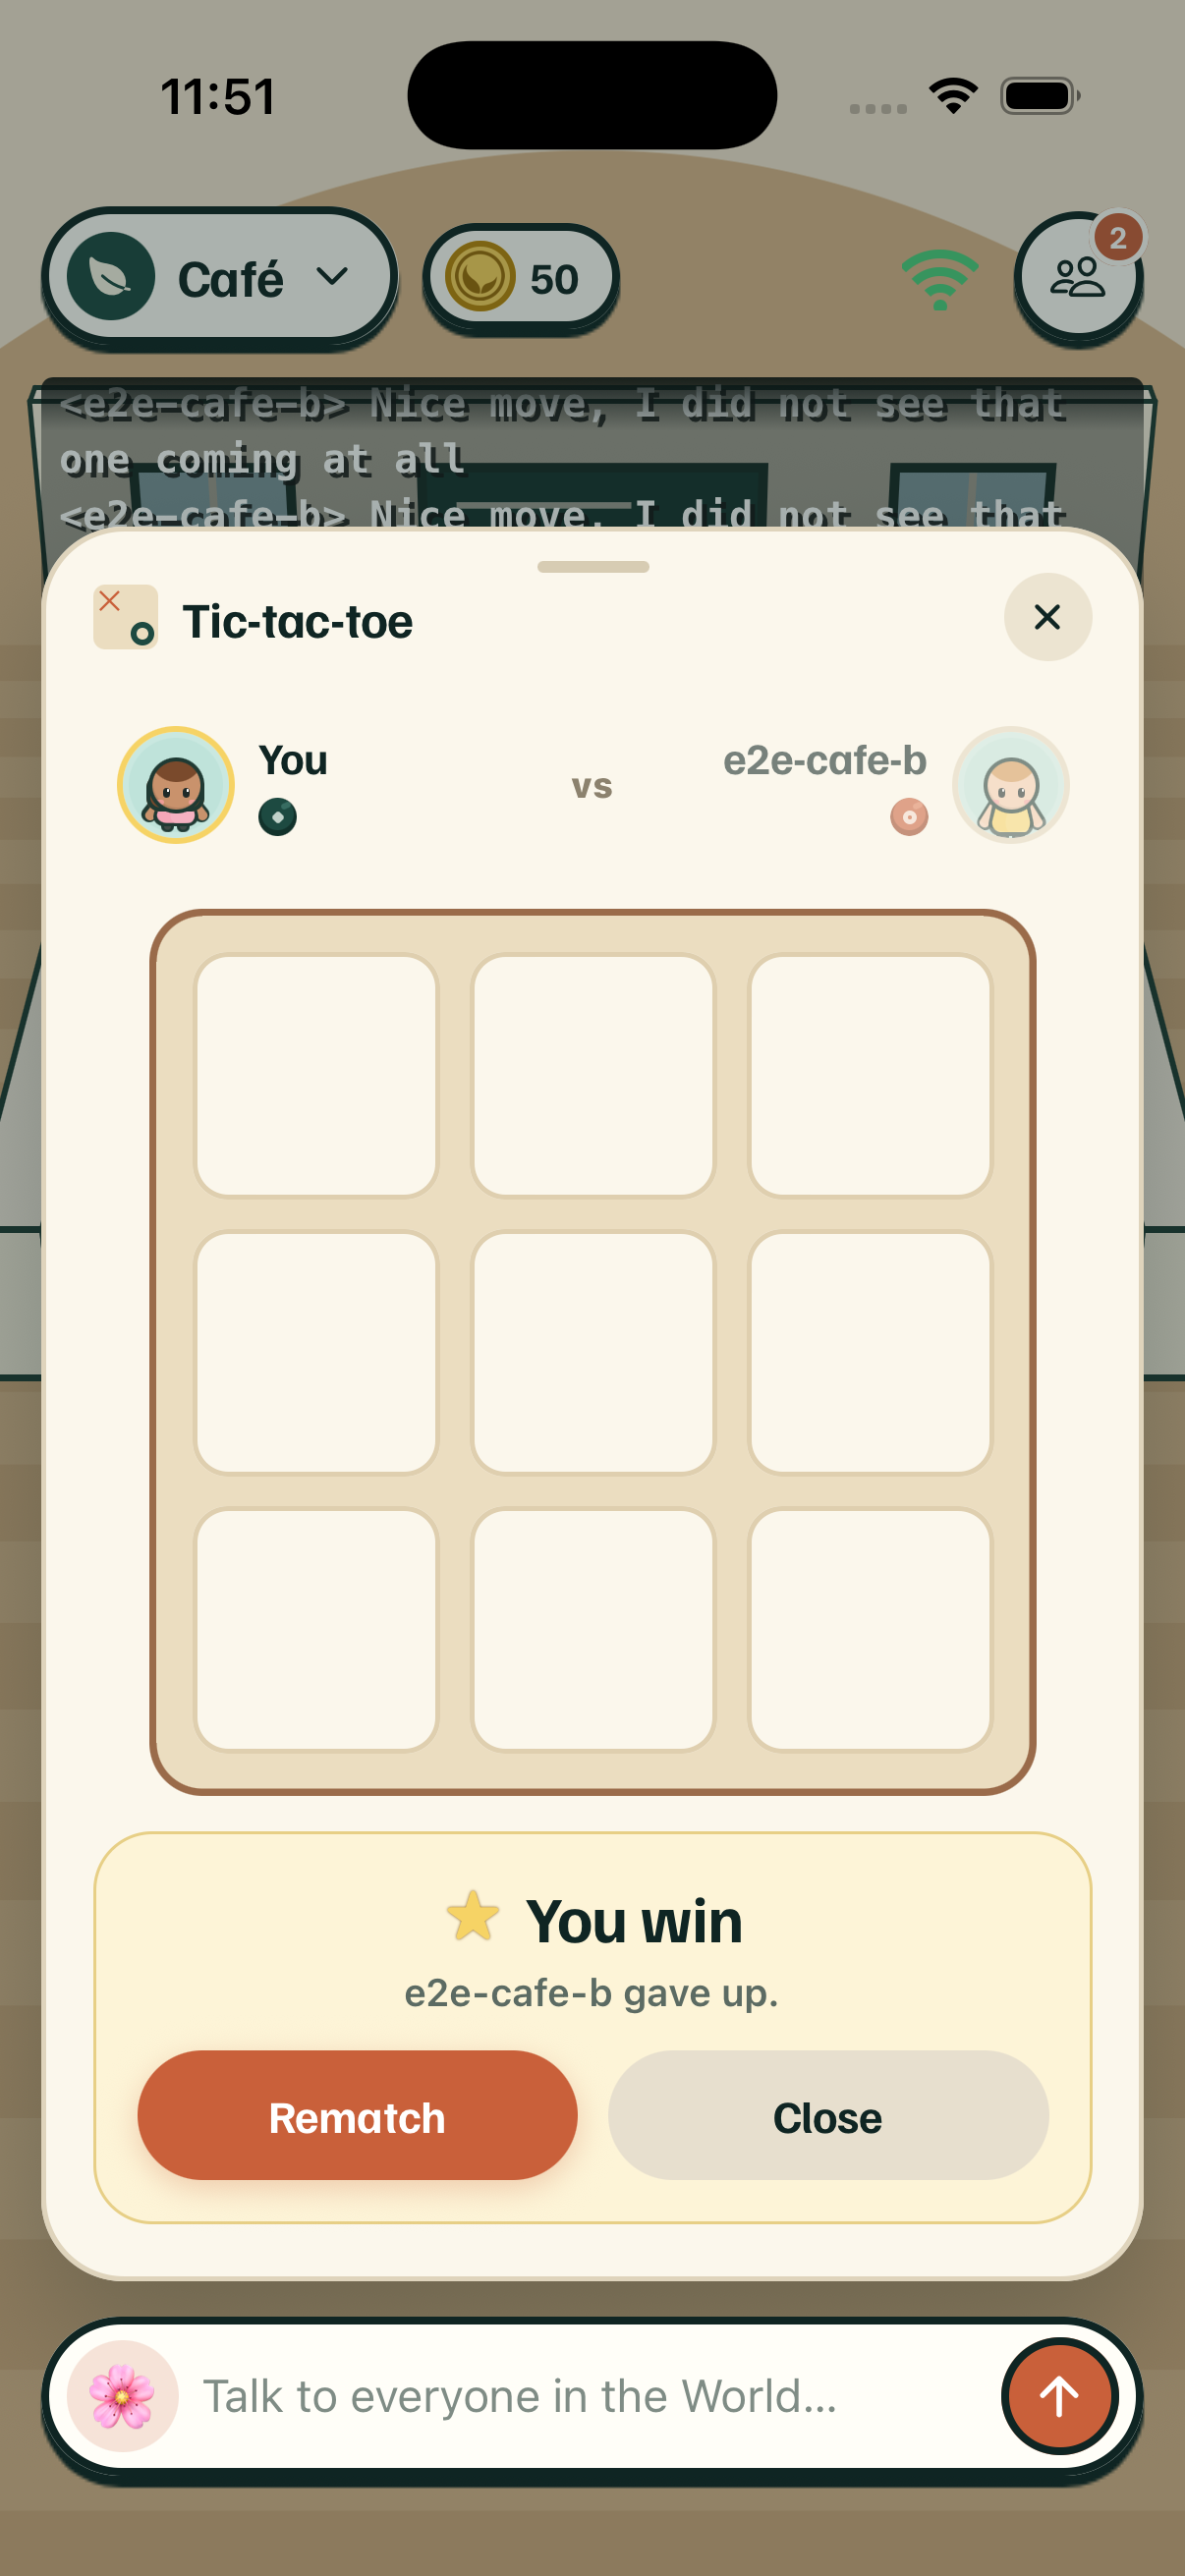 11:51
Café
50
2
<e2e-cafe-b> Nice move, I did not see that
one coming at all
<e2e-cafe-b> Nice move, I did not see that
Tic-tac-toe
You
vs
e2e-cafe-b
You win
e2e-cafe-b gave up.
Rematch
Close
Talk to everyone in the World...